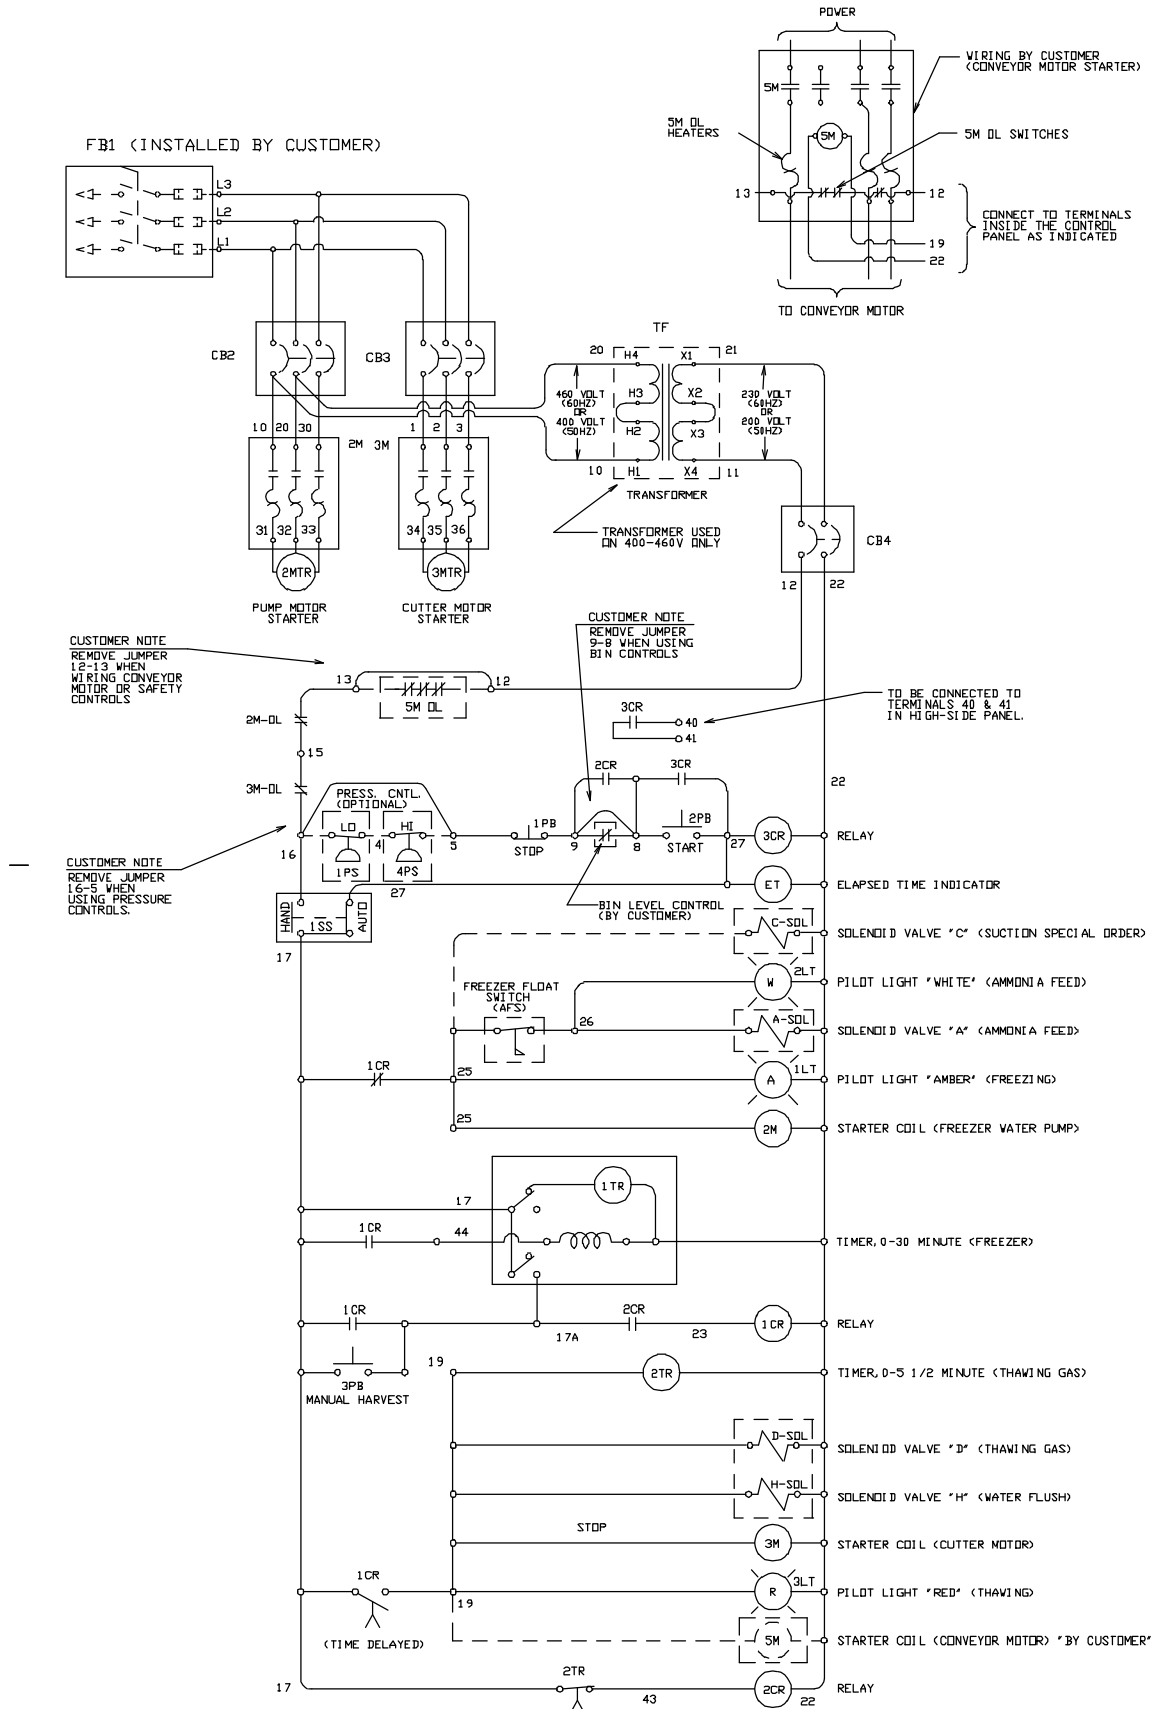 POWER
WIRING BY CUSTOMER
(CONVEYOR MOTOR STARTER)
5M
5M OL
HEATERS
5M
5M OL SWITCHES
FB1 (INSTALLED BY CUSTOMER)
L3
L2
L1
13
12
CONNECT TO TERMINALS
INSIDE THE CONTROL
PANEL AS INDICATED
19
22
TO CONVEYOR MOTOR
CB2
CB3
TF
20
H4
X1
21
H3
X2
460 VOLT
(60HZ)
OR
400 VOLT
(50HZ)
230 VOLT
(60HZ)
OR
200 VOLT
(50HZ)
H2
X3
10
H1
X4
11
TRANSFORMER
10
20
30
1
2
3
2M
3M
31
32
33
34
35
36
TRANSFORMER USED
ON 400-460V ONLY
CB4
2MTR
3MTR
12
22
PUMP MOTOR
STARTER
CUTTER MOTOR
STARTER
CUSTOMER NOTE
REMOVE JUMPER
9-8 WHEN USING
BIN CONTROLS
CUSTOMER NOTE
REMOVE JUMPER
12-13 WHEN
WIRING CONVEYOR
MOTOR OR SAFETY
CONTROLS
13
12
5M OL
TO BE CONNECTED TO
TERMINALS 40 & 41
IN HIGH-SIDE PANEL.
3CR
40
41
2M-OL
15
3M-OL
2CR
3CR
22
PRESS. CNTL.
(OPTIONAL)
LO
HI
4
5
1PS
4PS
1PB
STOP
9
8
2PB
START
27
3CR
RELAY
16
CUSTOMER NOTE
REMOVE JUMPER
16-5 WHEN
USING PRESSURE
CONTROLS.
27
ET
ELAPSED TIME INDICATOR
HAND
1SS
AUTO
BIN LEVEL CONTROL
(BY CUSTOMER)
C-SOL
SOLENOID VALVE "C" (SUCTION SPECIAL ORDER)
17
2LT
W
PILOT LIGHT "WHITE" (AMMONIA FEED)
FREEZER FLOAT
SWITCH
(AFS)
26
A-SOL
SOLENOID VALVE "A" (AMMONIA FEED)
1CR
25
1LT
A
PILOT LIGHT "AMBER" (FREEZING)
25
2M
STARTER COIL (FREEZER WATER PUMP)
17
1TR
1CR
44
TIMER,0-30 MINUTE (FREEZER)
1CR
2CR
17A
23
1CR
RELAY
19
3PB
MANUAL HARVEST
2TR
TIMER,0-5 1/2 MINUTE (THAWING GAS)
D-SOL
SOLENIOD VALVE "D" (THAWING GAS)
H-SOL
SOLENOID VALVE "H" (WATER FLUSH)
STOP
3M
STARTER COIL (CUTTER MOTOR)
1CR
19
3LT
R
PILOT LIGHT "RED" (THAWING)
(TIME DELAYED)
5M
STARTER COIL (CONVEYOR MOTOR) "BY CUSTOMER"
17
2TR
43
2CR
22
RELAY